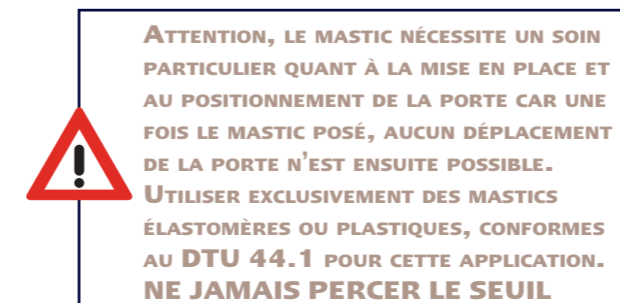 ATTENTION, LE MASTIC NÉCESSITE UN SOIN
PARTICULIER QUANT À LA MISE EN PLACE ET
AU POSITIONNEMENT DE LA PORTE CAR UNE
FOIS LE MASTIC POSÉ, AUCUN DÉPLACEMENT
DE LA PORTE N'EST ENSUITE POSSIBLE.
UTILISER EXCLUSIVEMENT DES MASTICS
ÉLASTOMÈRES OU PLASTIQUES, CONFORMES
AU DTU 44.1 POUR CETTE APPLICATION.
NE JAMAIS PERCER LE SEUIL